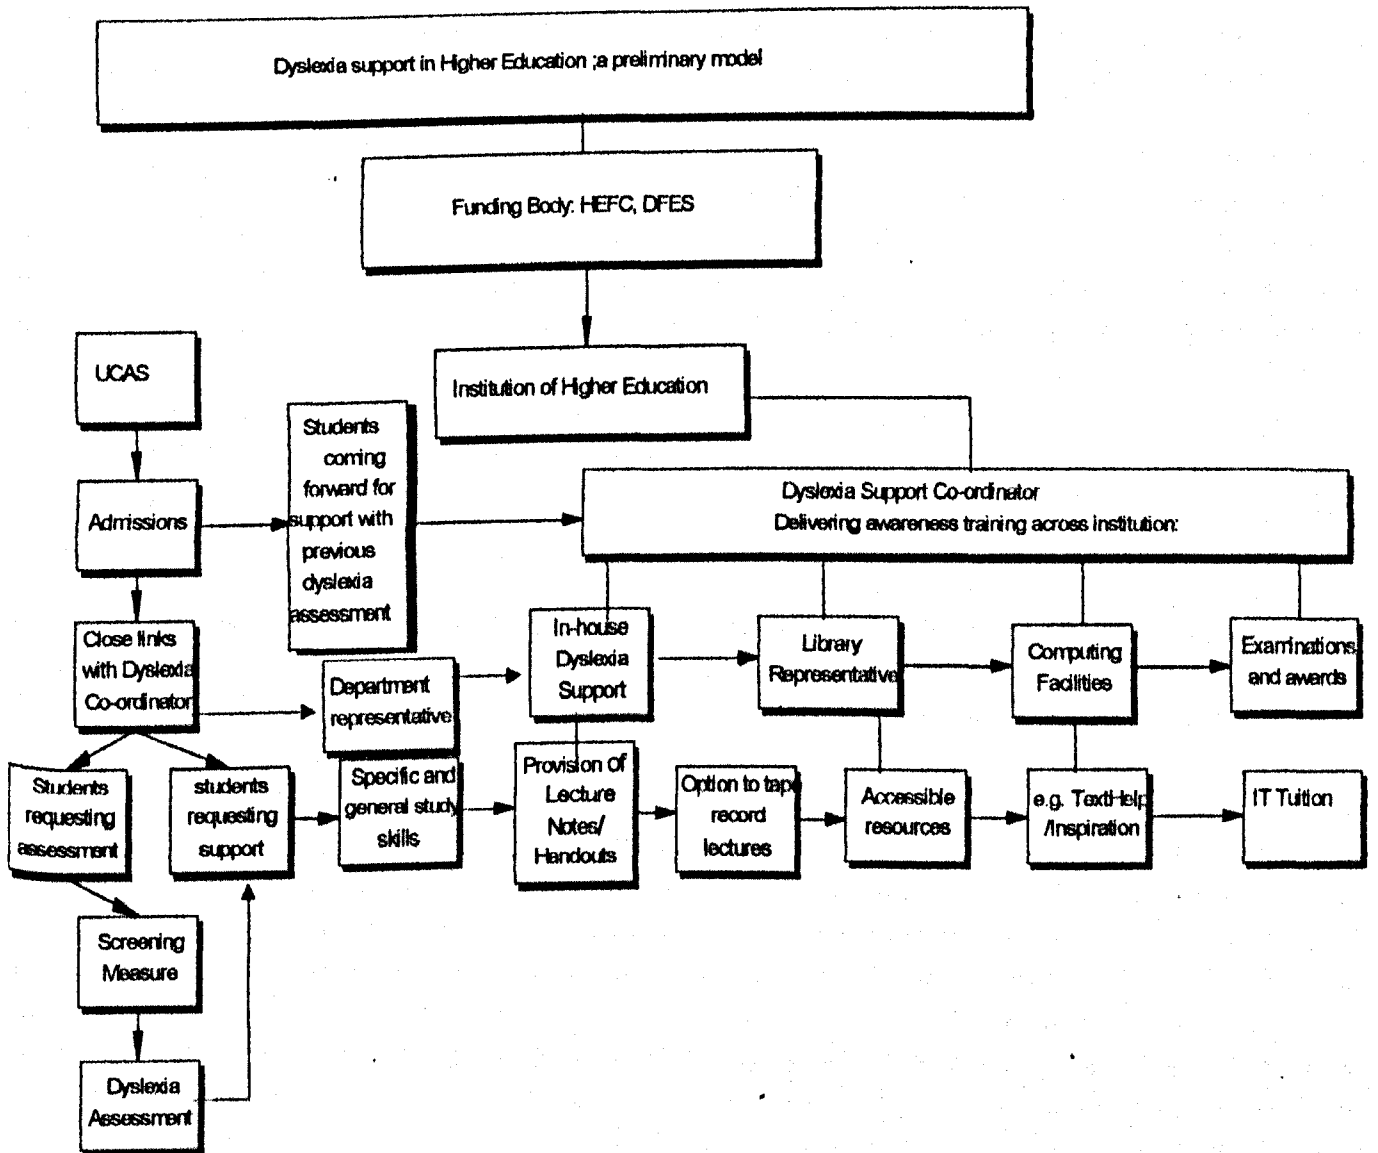 Dyslexia support in Higher Education ;a preliminary model
Funding Body: HEFC, DFES
UCAS
Institution of Higher Education
Students
coming
forward for
support with
previous
dyslexia
assessment
Admissions
Dyslexia Support Co-ordinator
Delivering awareness training across institution:
Close links
with Dyslexia
Co-ordinator
Department
representative
In-house
Dyslexia
Support
Library
Representative
Computing
Facilities
Examinations
and awards
Students
requesting
assessment
students
requesting
support
Specific and
general study
skills
Provision of
Lecture
Notes/
Handouts
Option to tape
record
lectures
Accessible
resources
e.g. TextHelp
/Inspiration
IT Tuition
Screening
Measure
Dyslexia
Assessment